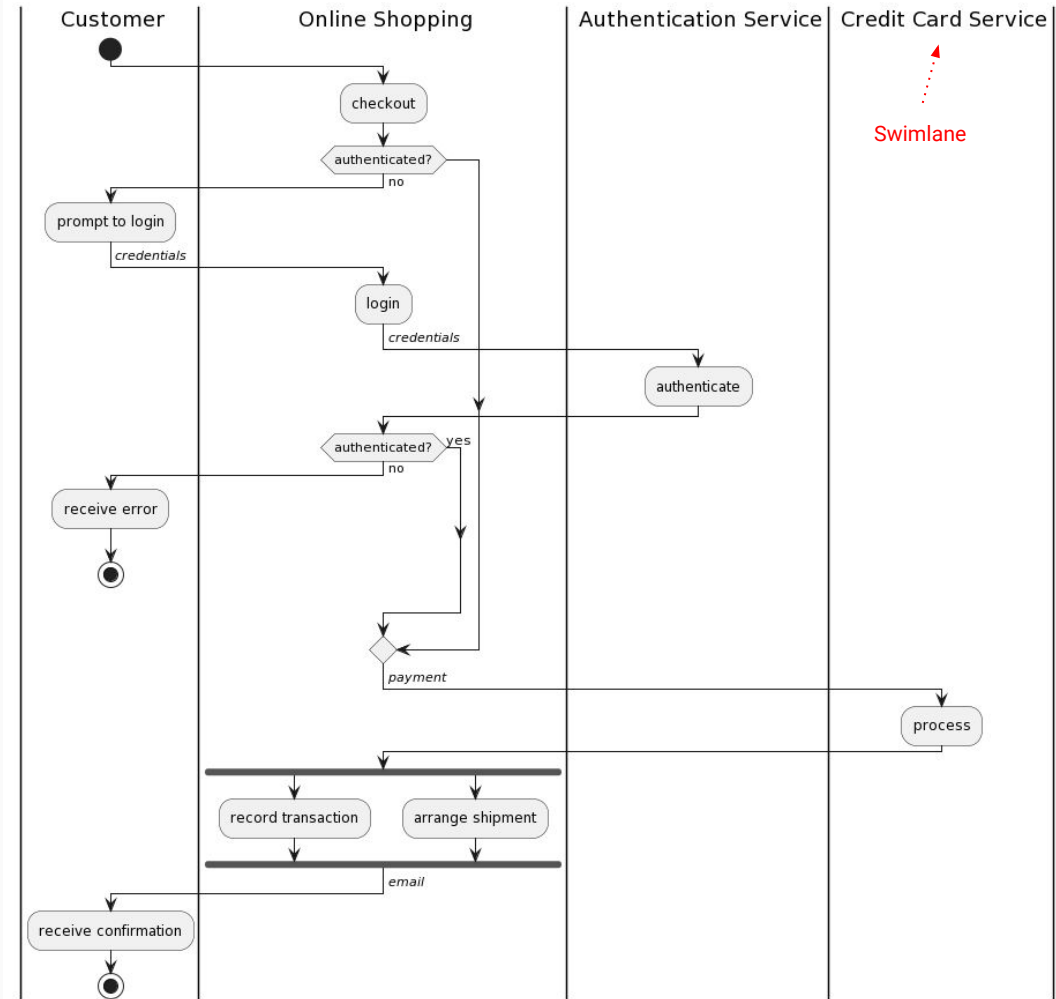 Customer
Online Shopping
Authentication Service
Credit Card Service
Swimlane
checkout
authenticated?
no
prompt to login
credentials
login
credentials
authenticate
authenticated?
yes
no
receive error
payment
process
record transaction
arrange shipment
email
receive confirmation